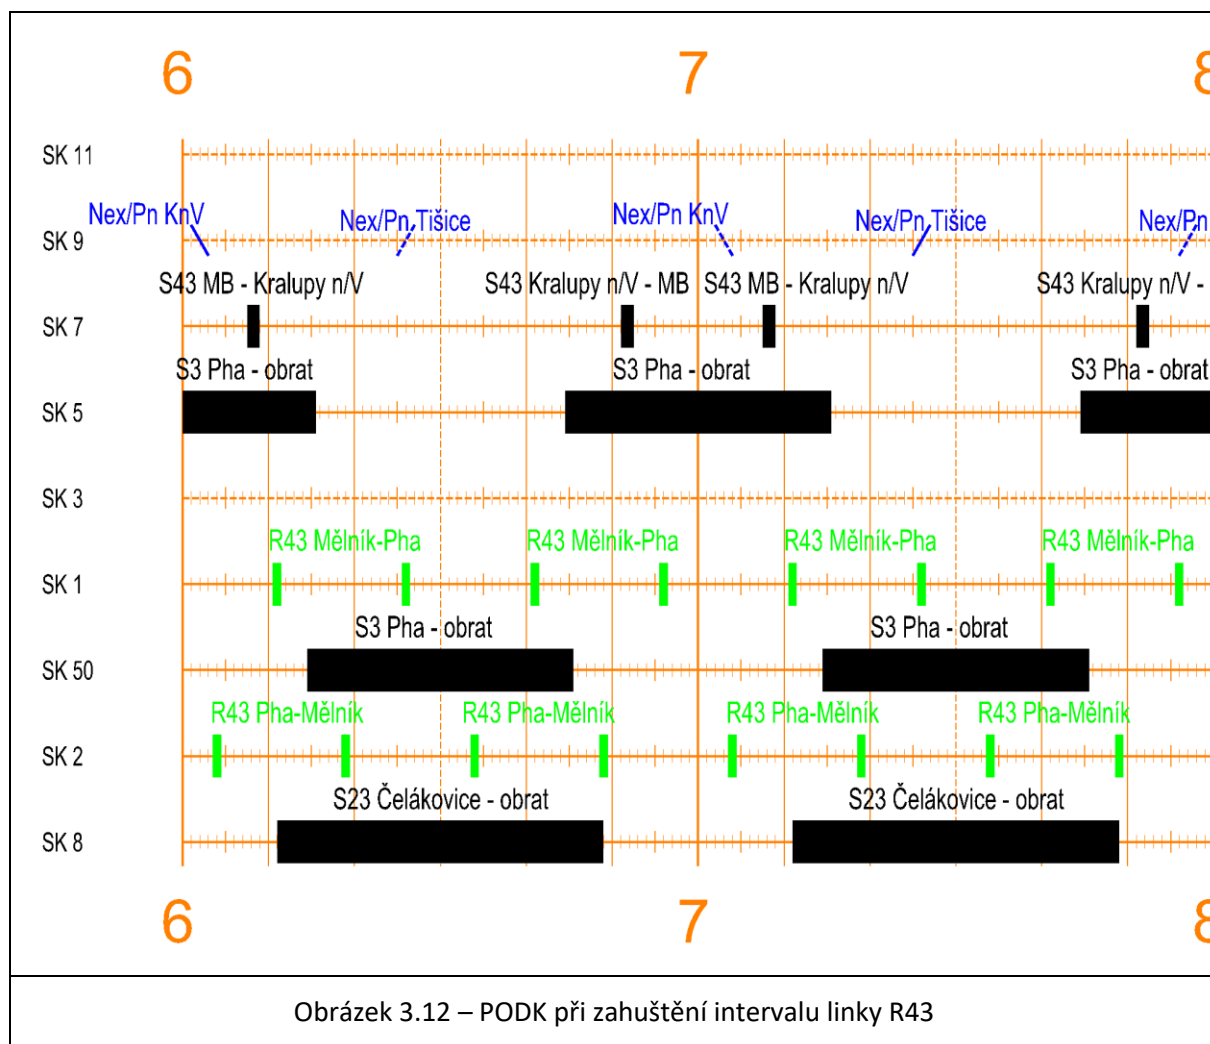 6 7 8
SK 11
Nex/Pn KnV Nex/Pn Tišice Nex/Pn KnV Nex/Pn Tišice Nex/Pn
SK 9
S43 MB - Kralupy n/V S43 Kralupy n/V - MB S43 MB - Kralupy n/V S43 Kralupy n/V -
SK 7
S3 Pha - obrat S3 Pha - obrat S3 Pha - obrat
SK 5
SK 3
R43 Mělník-Pha R43 Mělník-Pha R43 Mělník-Pha R43 Mělník-Pha
SK 1
S3 Pha - obrat S3 Pha - obrat
SK 50
R43 Pha-Mělník R43 Pha-Mělník R43 Pha-Mělník R43 Pha-Mělník
SK 2
S23 Čelákovice - obrat S23 Čelákovice - obrat
SK 8
6 7 8
Obrázek 3.12 – PODK při zahuštění intervalu linky R43